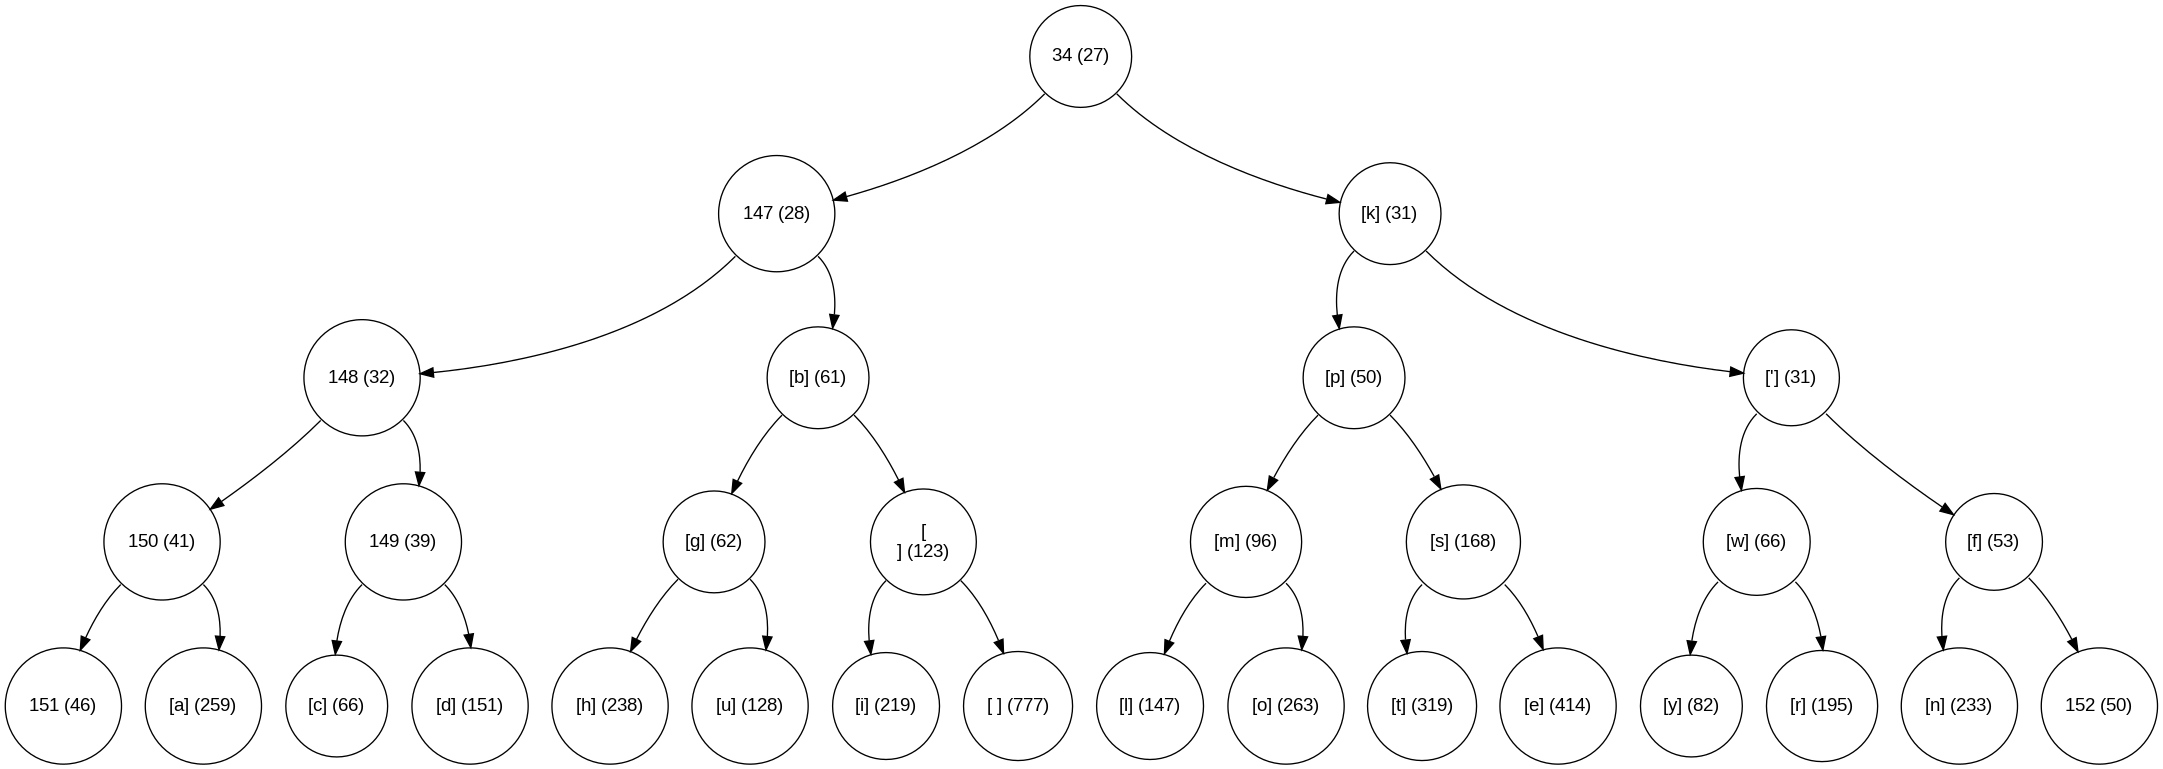 34 (27)
147 (28)
[k] (31)
148 (32)
[b] (61)
[p] (50)
['] (31)
150 (41)
149 (39)
[g] (62)
[
] (123)
[m] (96)
[s] (168)
[w] (66)
[f] (53)
151 (46)
[a] (259)
[c] (66)
[d] (151)
[h] (238)
[u] (128)
[i] (219)
[ ] (777)
[l] (147)
[o] (263)
[t] (319)
[e] (414)
[y] (82)
[r] (195)
[n] (233)
152 (50)